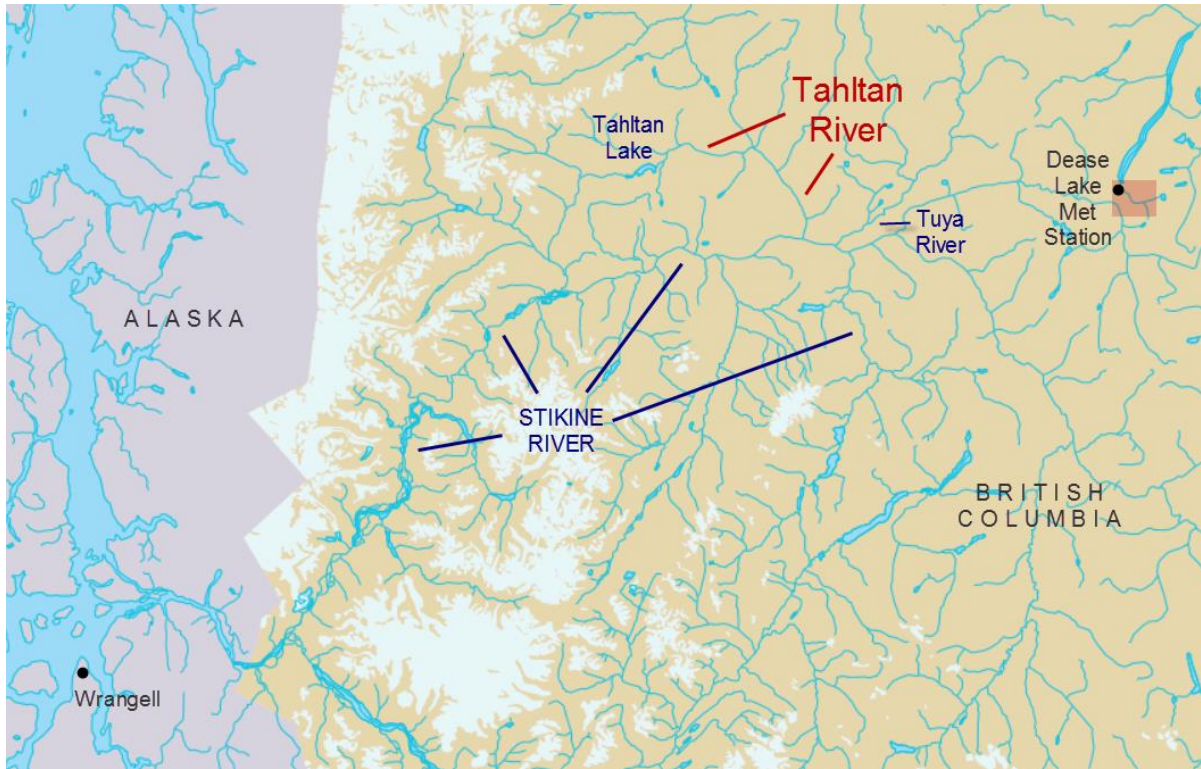 Tahltan
River
Tahltan
Lake
Dease
Lake
Met
Station
Tuya
River
ALASKA
STIKINE
RIVER
BRITISH
COLUMBIA
Wrangell